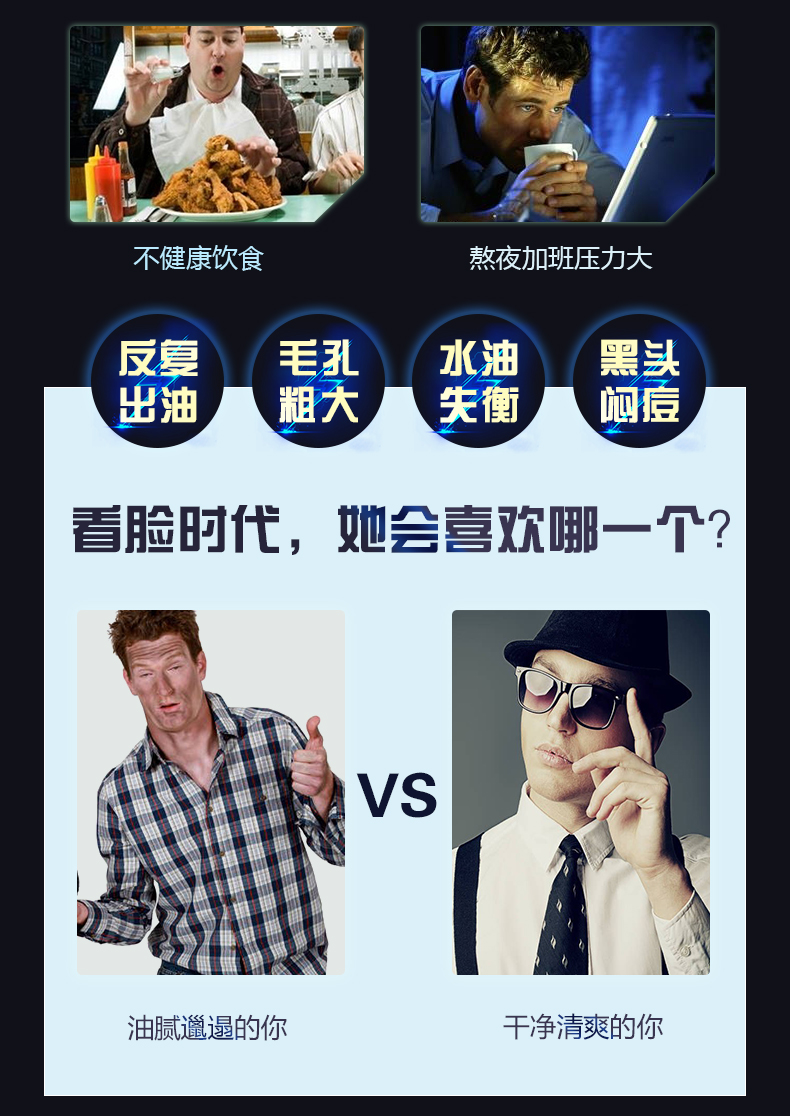 不健康饮食
熬夜加班压力大
反复
出油
毛孔
粗大
水油
失衡
黑头
闷痘
看脸时代，她会喜欢哪一个？
VS
油腻邋遢的你
干净清爽的你